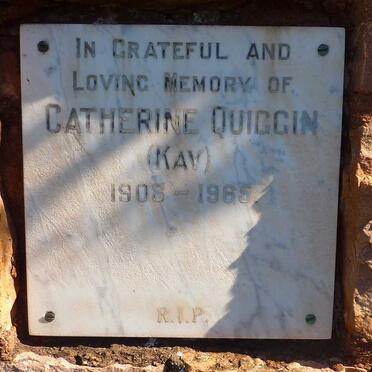 IN GRATEFUL AND
LOVING MEMORY OF
CATHERINE QUIGGIN
(KAY)
1908 - 1965
R.I.P.